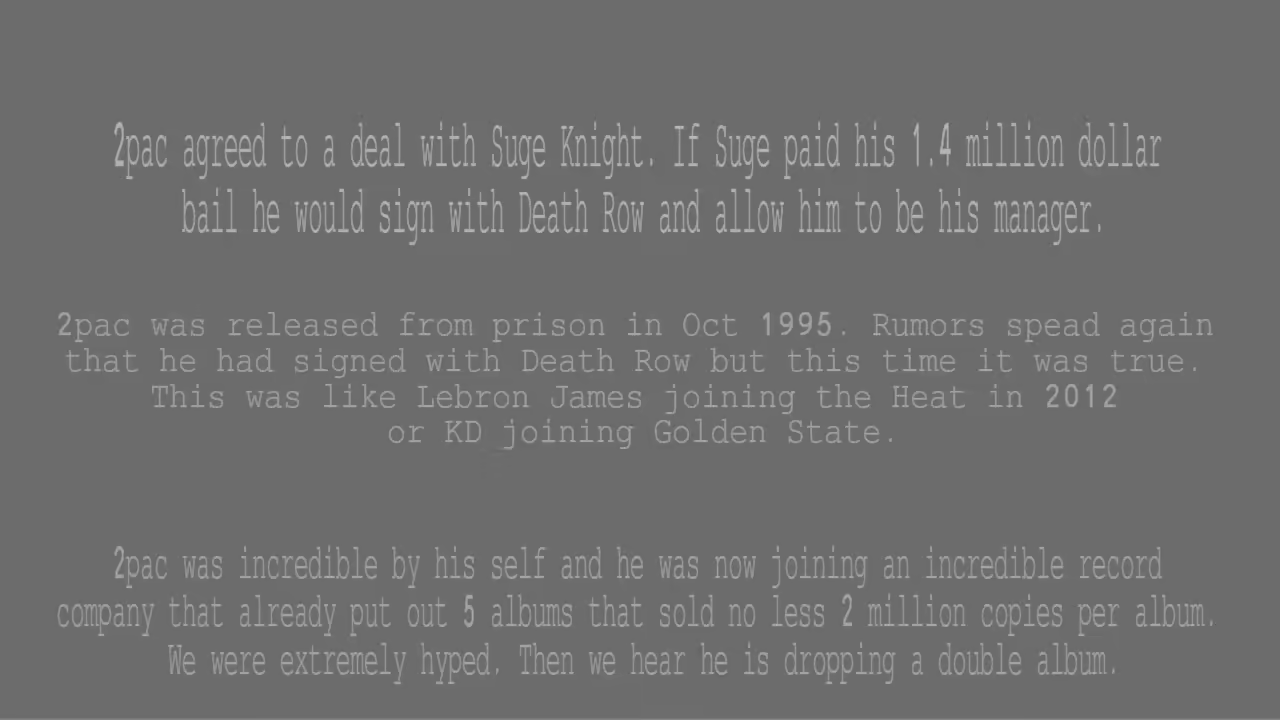 2pac agreed to a deal with Suge Knight. If Suge paid his 1.4 million dollar
bail he would sign with Death Row and allow him to be his manager.
2pac was released from prison in Oct 1995. Rumors spead again
that he had signed with Death Row but this time it was true.
This was like Lebron James joining the Heat in 2012
or KD joining Golden State.
2pac was incredible by his self and he was now joining an incredible record
company that already put out 5 albums that sold no less 2 million copies per album.
We were extremely hyped. Then we hear he is dropping a double album.